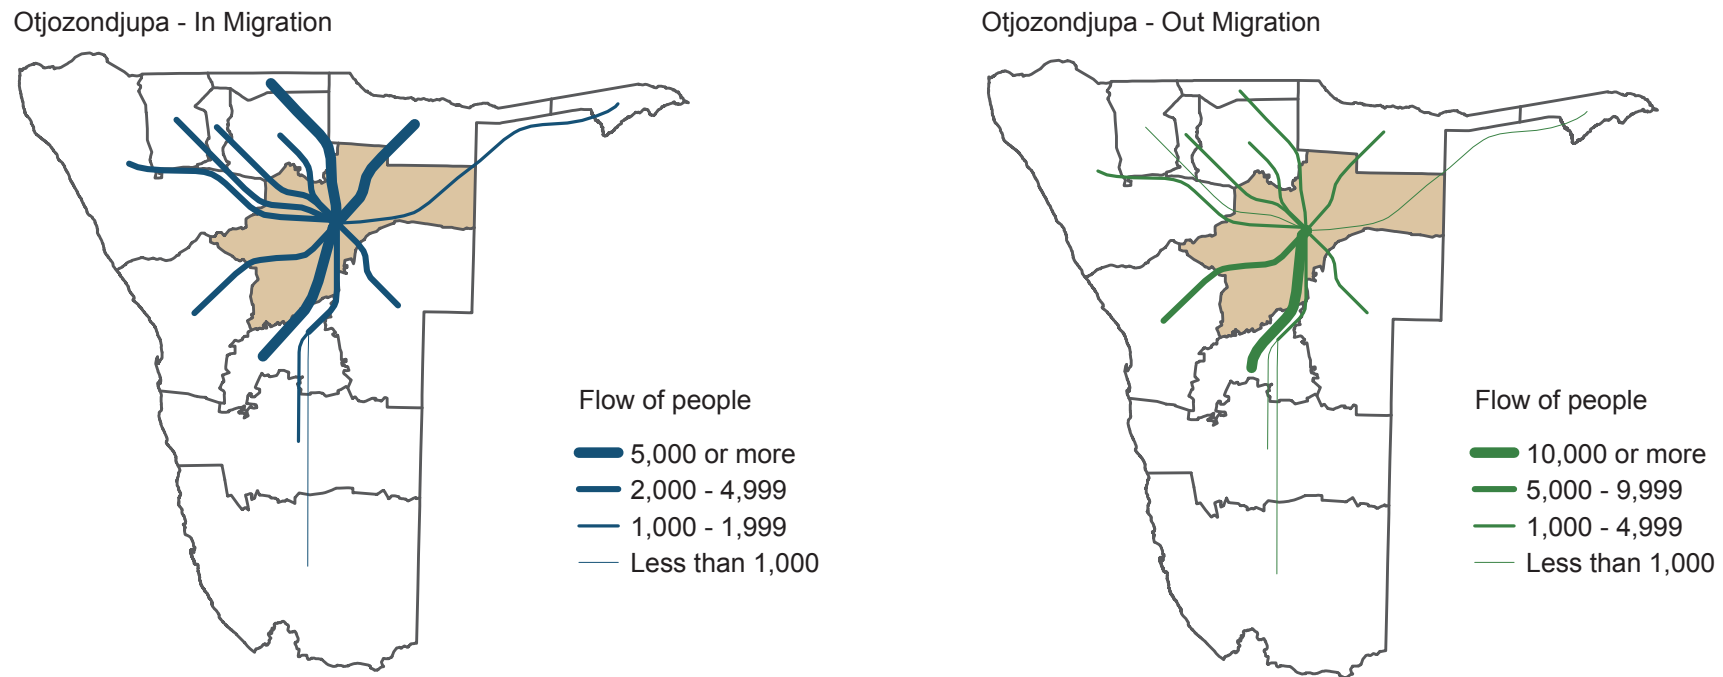 Otjozondjupa - In Migration
Flow of people
5,000 or more
2,000 - 4,999
1,000 - 1,999
Less than 1,000
Otjozondjupa - Out Migration
Flow of people
10,000 or more
5,000 - 9,999
1,000 - 4,999
Less than 1,000